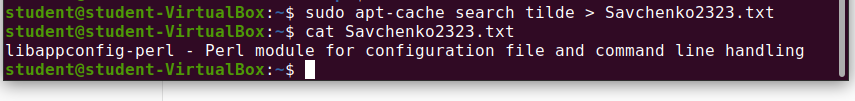 student@student-VirtualBox:~$ sudo apt-cache search tilde > Savchenko2323.txt
student@student-VirtualBox:~$ cat Savchenko2323.txt
libappconfig-perl - Perl module for configuration file and command line handling
student@student-VirtualBox:~$